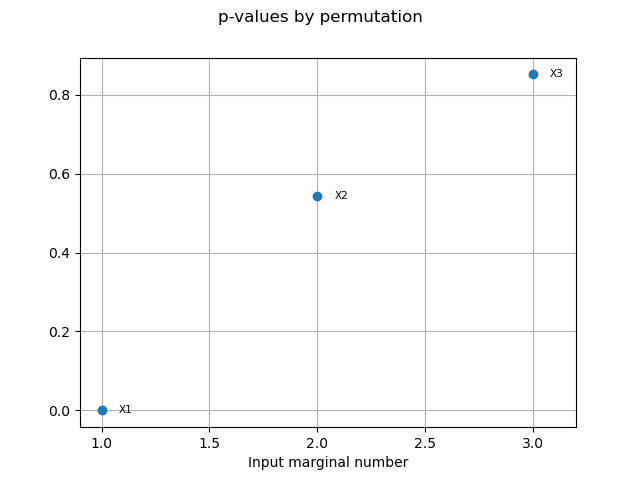 p-values by permutation
0.8
0.6
0.4
0.2
0.0
X3
X2
X1
1.0 1.5 2.0 2.5 3.0
Input marginal number